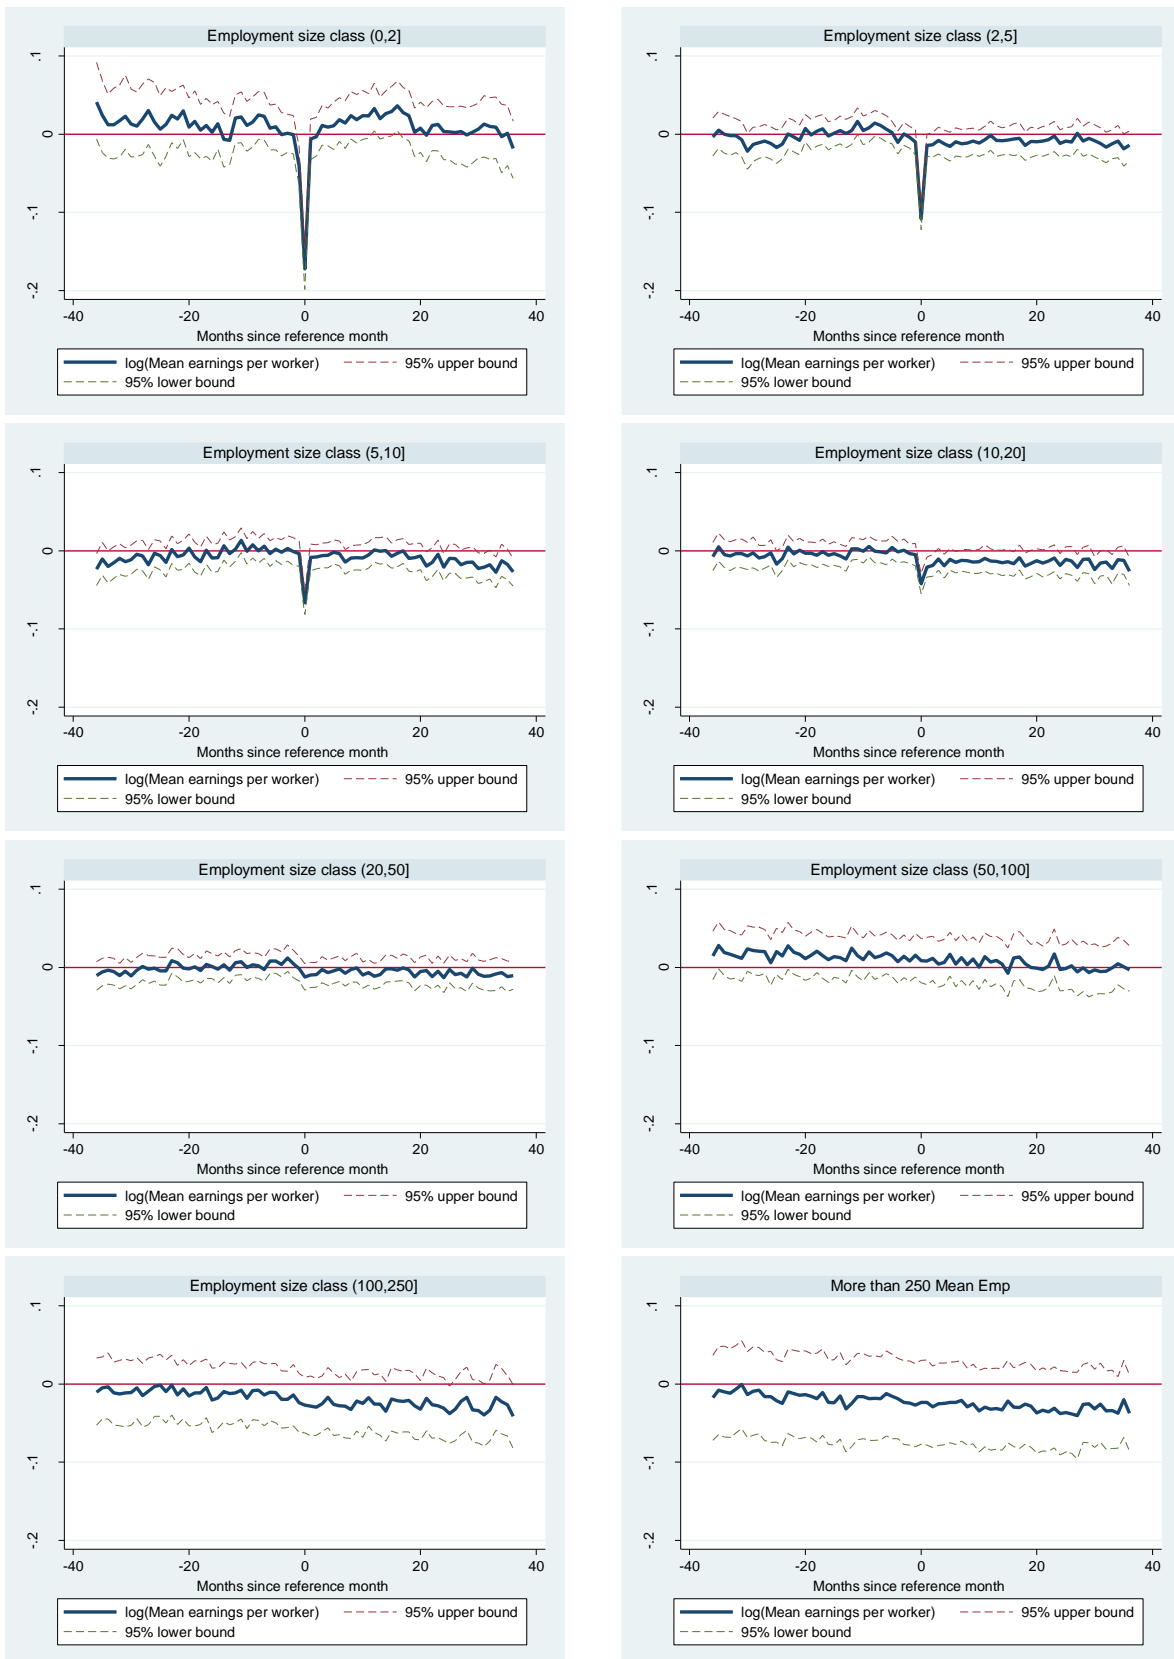 Employment size class (0,2]
.1
0
-.1
-.2
-40 -20 0 20 40
Months since reference month
log(Mean earnings per worker) 95% upper bound
95% lower bound
Employment size class (2,5]
.1
0
-.1
-.2
-40 -20 0 20 40
Months since reference month
log(Mean earnings per worker) 95% upper bound
95% lower bound
Employment size class (5,10]
.1
0
-.1
-.2
-40 -20 0 20 40
Months since reference month
log(Mean earnings per worker) 95% upper bound
95% lower bound
Employment size class (10,20]
.1
0
-.1
-.2
-40 -20 0 20 40
Months since reference month
log(Mean earnings per worker) 95% upper bound
95% lower bound
Employment size class (20,50]
.1
0
-.1
-.2
-40 -20 0 20 40
Months since reference month
log(Mean earnings per worker) 95% upper bound
95% lower bound
Employment size class (50,100]
.1
0
-.1
-.2
-40 -20 0 20 40
Months since reference month
log(Mean earnings per worker) 95% upper bound
95% lower bound
Employment size class (100,250]
.1
0
-.1
-.2
-40 -20 0 20 40
Months since reference month
log(Mean earnings per worker) 95% upper bound
95% lower bound
More than 250 Mean Emp
.1
0
-.1
-.2
-40 -20 0 20 40
Months since reference month
log(Mean earnings per worker) 95% upper bound
95% lower bound